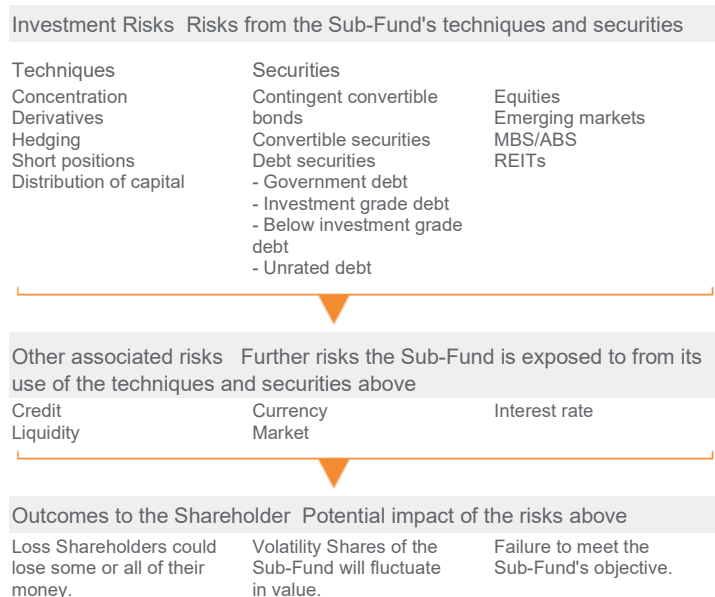 Investment Risks Risks from the Sub-Fund's techniques and securities
Techniques
Concentration
Derivatives
Hedging
Short positions
Distribution of capital
Securities
Contingent convertible
bonds
Convertible securities
Debt securities
- Government debt
- Investment grade debt
- Below investment grade
debt
- Unrated debt
Equities
Emerging markets
MBS/ABS
REITs
Other associated risks Further risks the Sub-Fund is exposed to from its
use of the techniques and securities above
Credit
Liquidity
Currency
Market
Interest rate
Outcomes to the Shareholder Potential impact of the risks above
Loss Shareholders could
lose some or all of their
money.
Volatility Shares of the
Sub-Fund will fluctuate
in value.
Failure to meet the
Sub-Fund's objective.